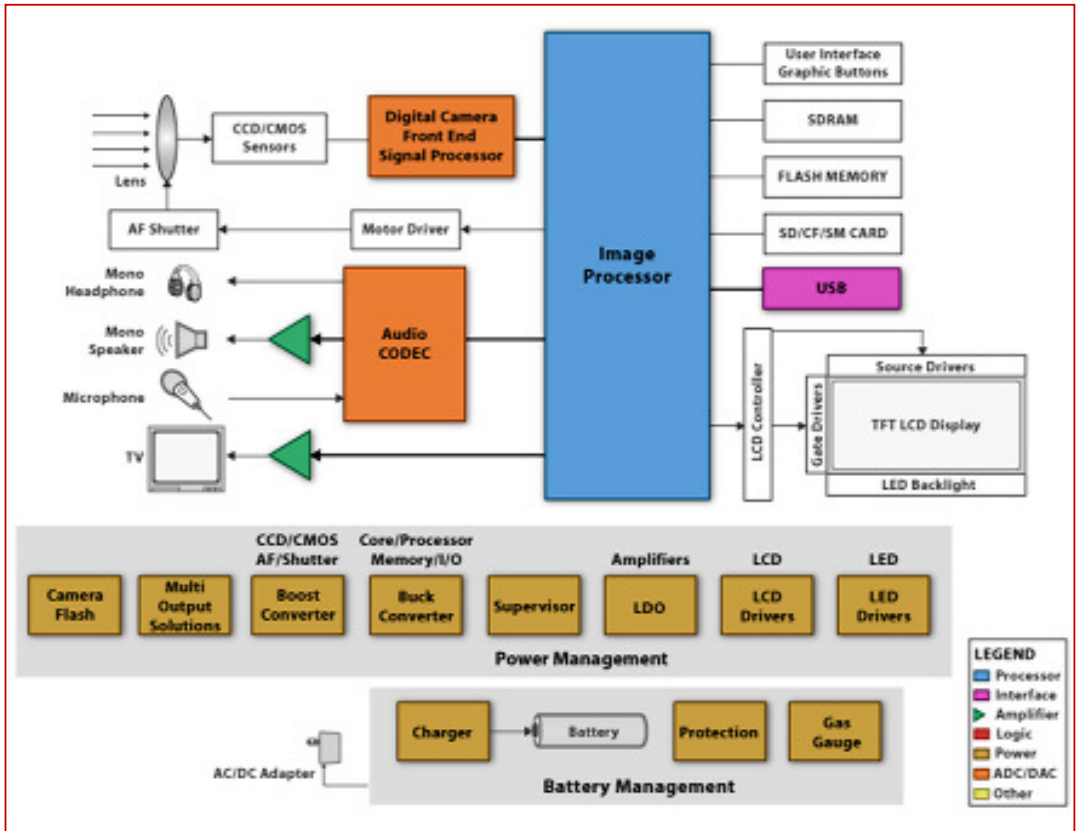 User Interface
Graphic Buttons
Digital Camera
Front End
Signal Processor
CCD/CMOS
Sensors
SDRAM
Lens
FLASH MEMORY
AF Shutter
Motor Driver
SD/CF/SM CARD
Image
Processor
Mono
Headphone
USB
Mono
Speaker
Audio
CODEC
Microphone
TV
LCD Controller
Source Drivers
Gate Drivers
TFT LCD Display
LED Backlight
CCD/CMOS
AF/Shutter
Core/Processor
Memory/I/O
Amplifiers
LCD
LED
Camera
Flash
Multi
Output
Solutions
Boost
Converter
Buck
Converter
Supervisor
LDO
LCD
Drivers
LED
Drivers
Power Management
Charger
Battery
Protection
Gas
Gauge
AC/DC Adapter
Battery Management
LEGEND
Processor
Interface
Amplifier
Logic
Power
ADC/DAC
Other